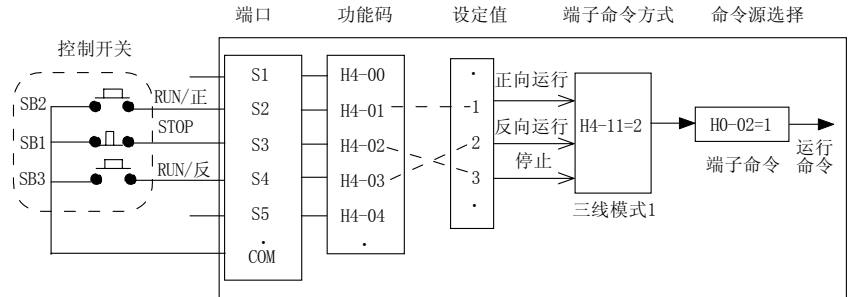 端口 功能码 设定值 端子命令方式 命令源选择
控制开关
SB2
RUN/正
SB1
STOP
SB3
RUN/反
S1
S2
S3
S4
S5
COM
H4-00
H4-01
H4-02
H4-03
H4-04
1
2
3
正向运行
反向运行
停止
H4-11=2
三线模式1
H0-02=1
端子命令
运行
命令